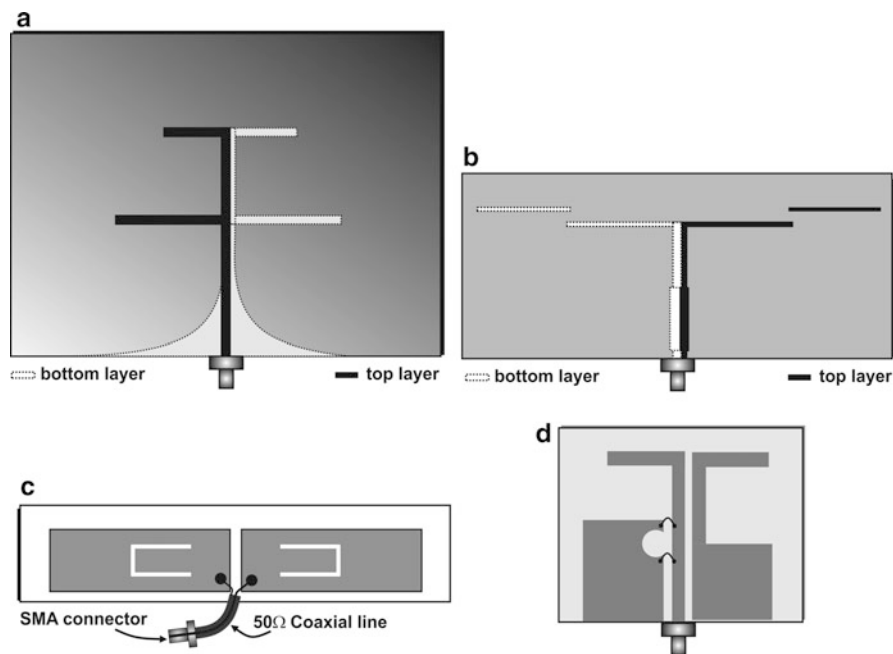 a
b
bottom layer
top layer
bottom layer
top layer
c
d
SMA connector
50Ω Coaxial line